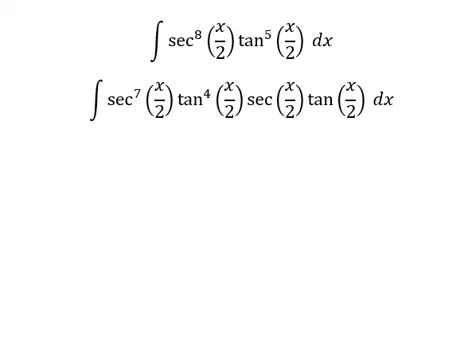 ∫ sec⁸ (x/2) tan⁵ (x/2) dx
∫ sec⁷ (x/2) tan⁴ (x/2) sec (x/2) tan (x/2) dx